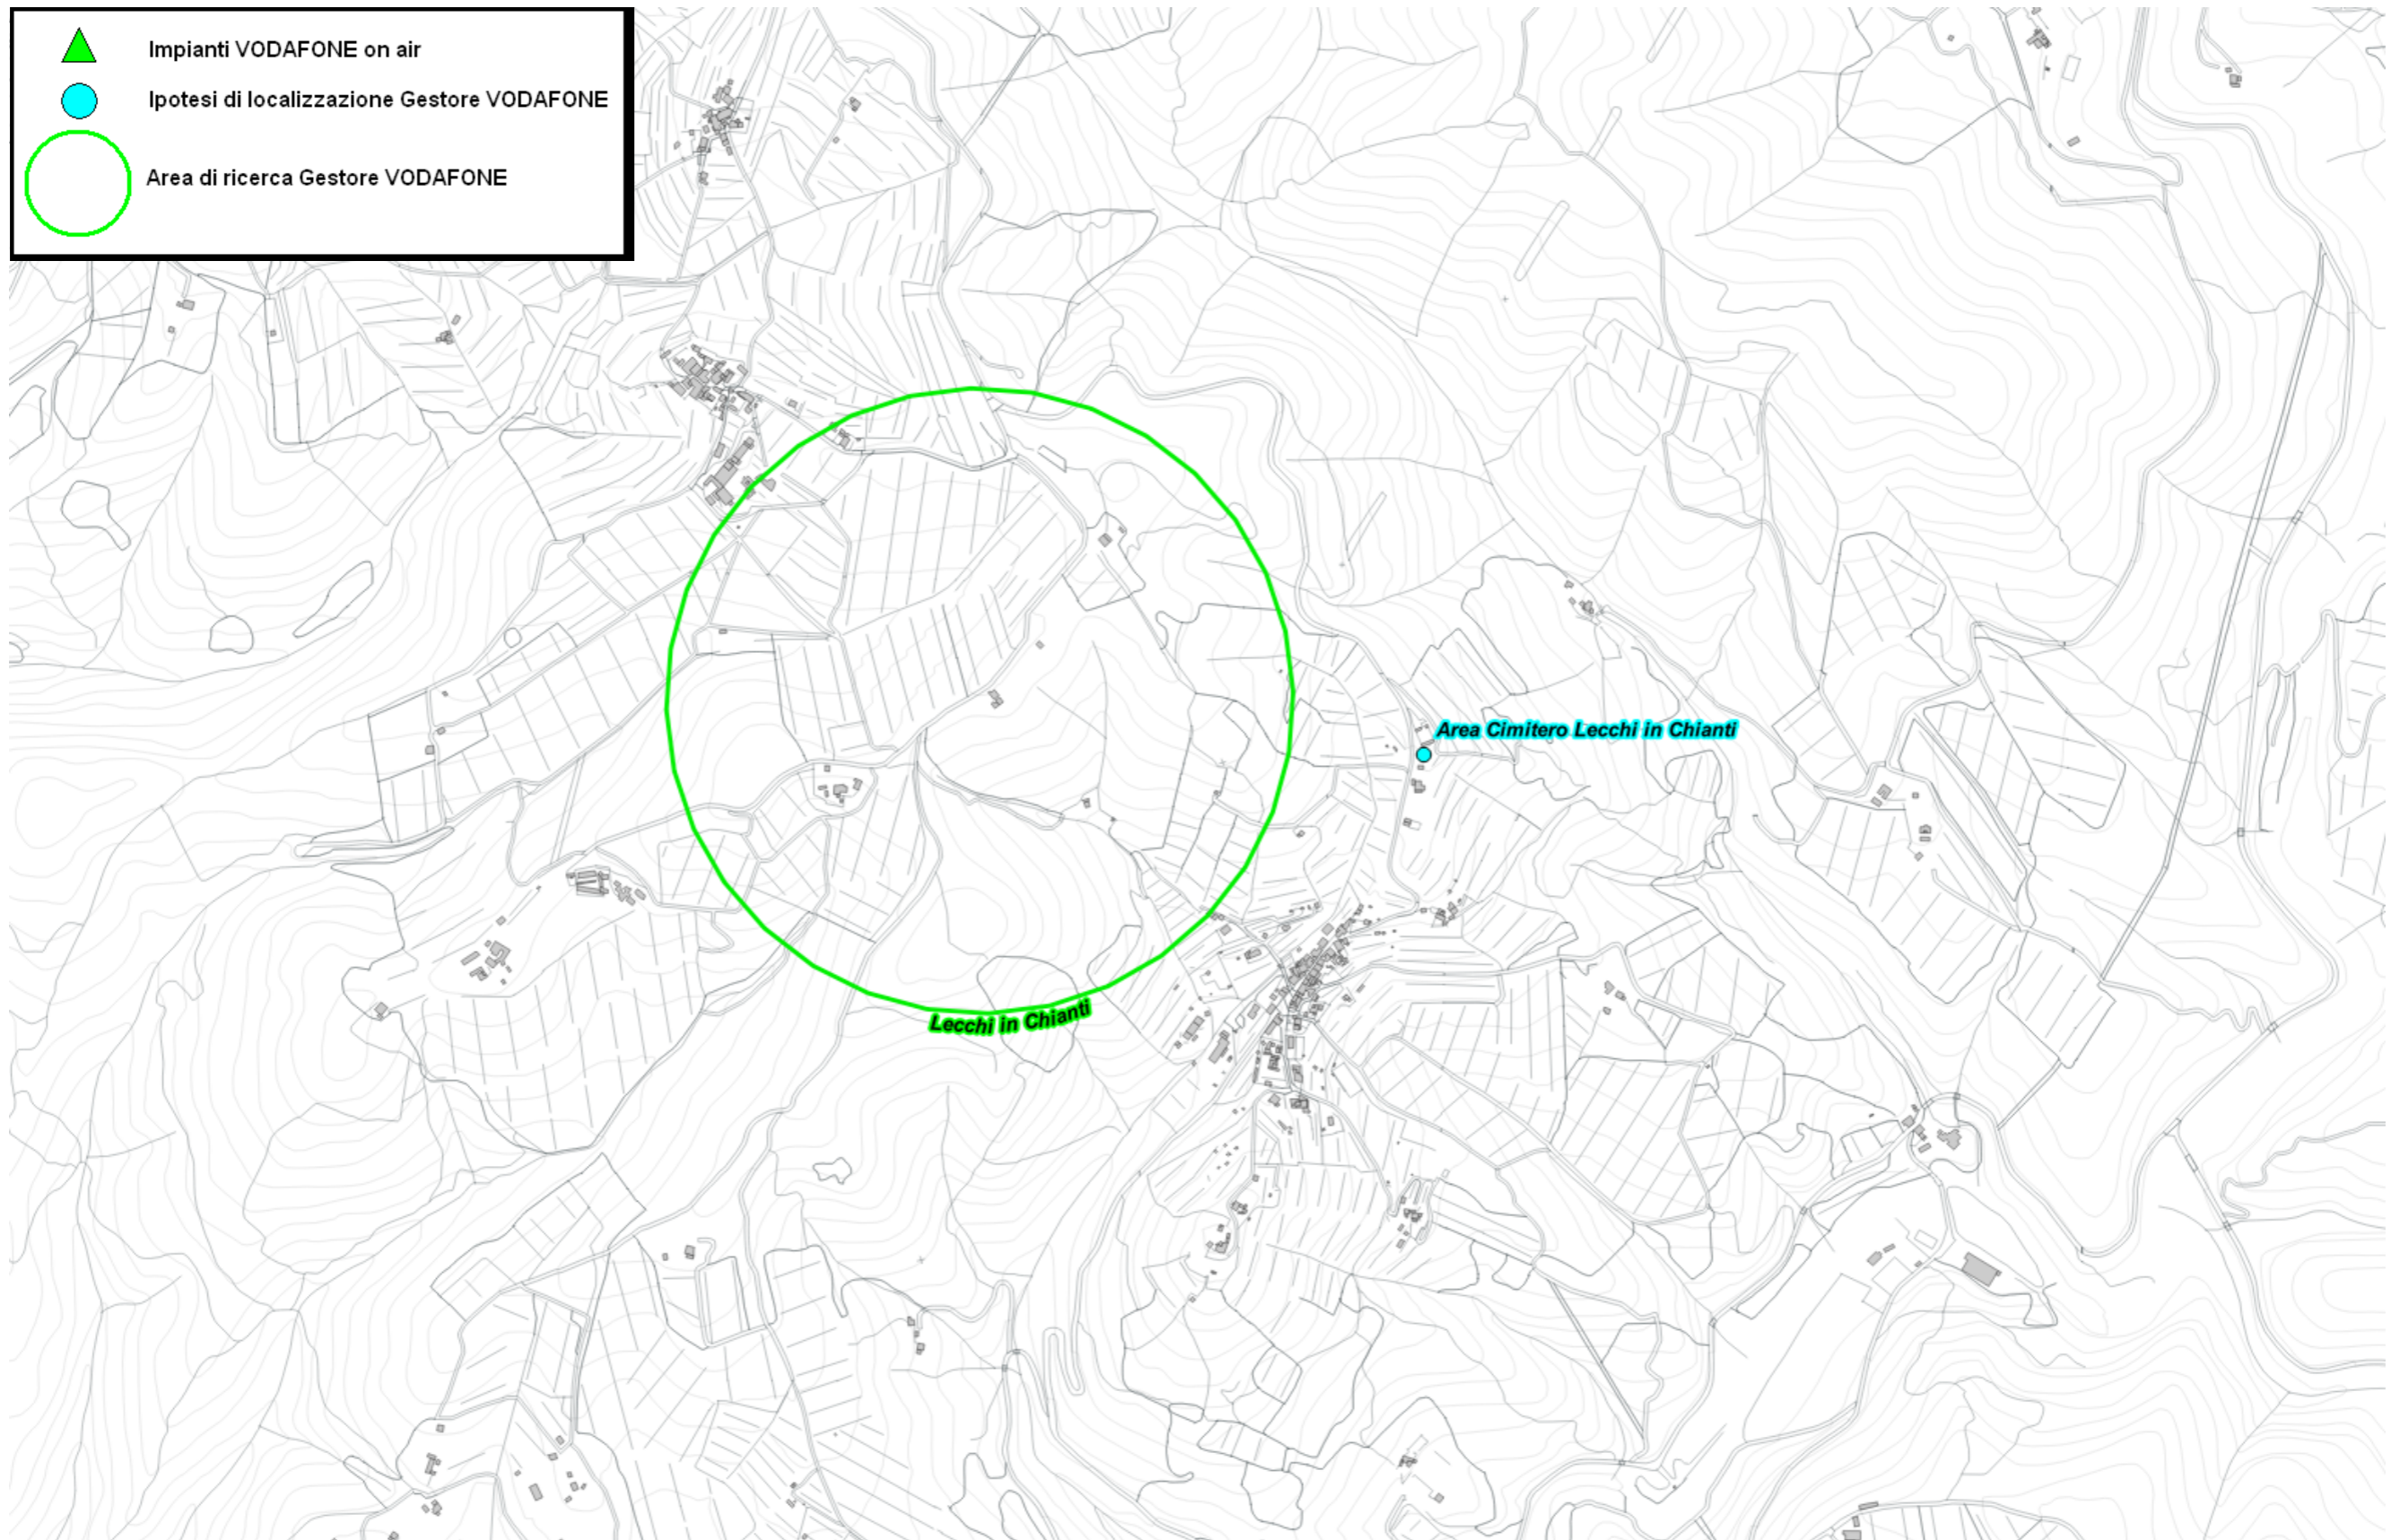 Impianti VODAFONE on air
Ipotesi di localizzazione Gestore VODAFONE
Area di ricerca Gestore VODAFONE
Area Cimitero Lecchi in Chianti
Lecchi in Chianti